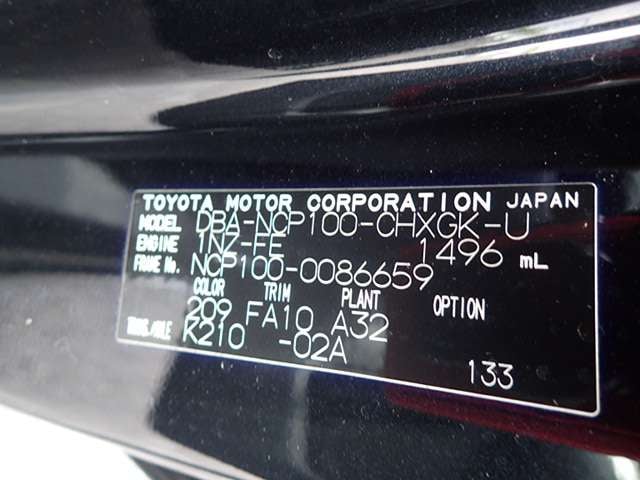 TOYOTA MOTOR CORPORATION JAPAN
MODEL DBA-NCP100-CHXGK-U
ENGINE 1NZ-FE 1496 mL
FRAME No. NCP100-0086659
COLOR TRIM PLANT OPTION
209 FA10 A32
TRANS./AXLE K210 -02A
133